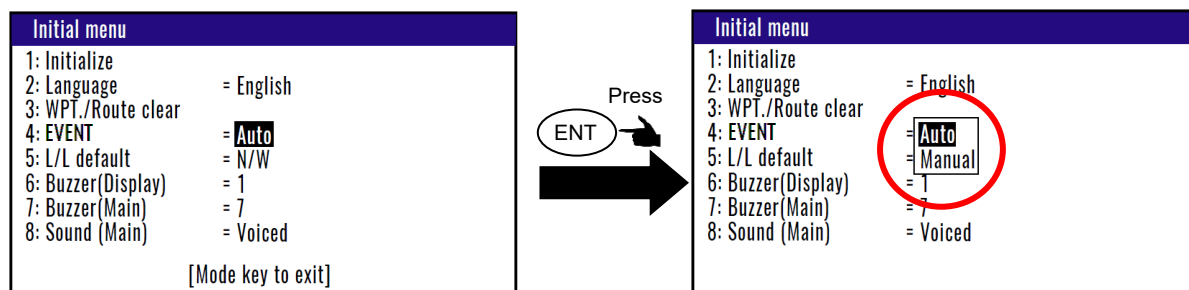 Initial menu
1: Initialize
2: Language = English
3: WPT./Route clear
4: EVENT = Auto
5: L/L default = N/W
6: Buzzer(Display) = 1
7: Buzzer(Main) = 7
8: Sound (Main) = Voiced
[Mode key to exit]
Press
ENT
Initial menu
1: Initialize
2: Language = English
3: WPT./Route clear
4: EVENT = Auto
5: L/L default = Manual
6: Buzzer(Display) = 1
7: Buzzer(Main) = 7
8: Sound (Main) = Voiced